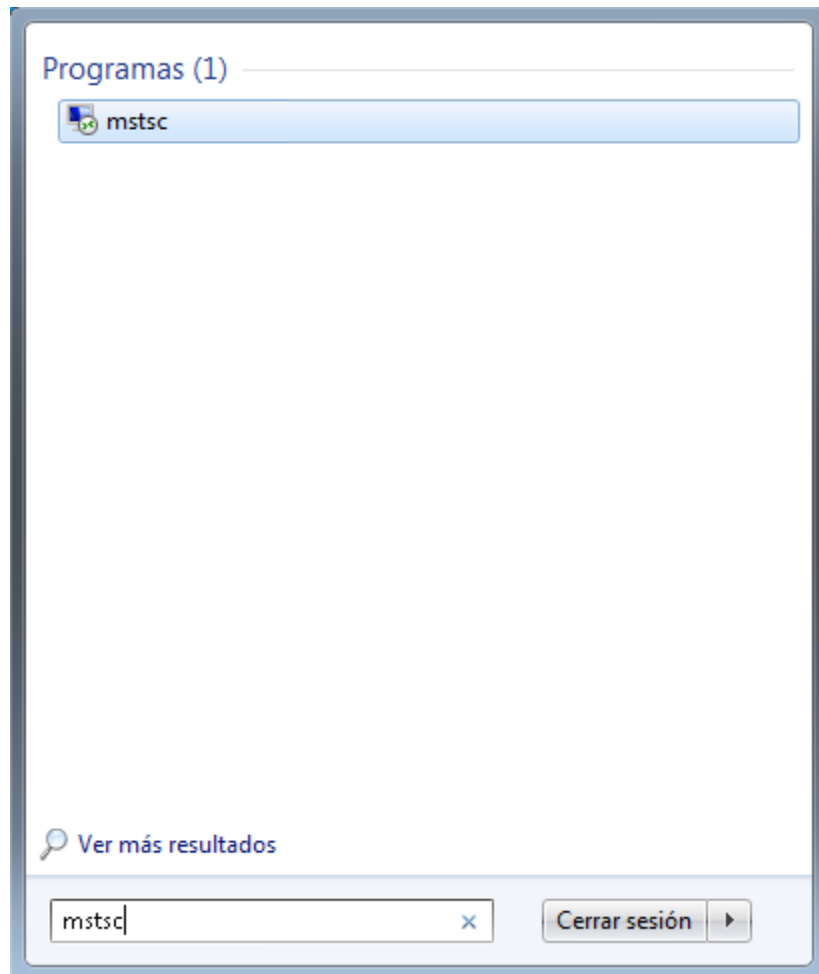 Programas (1)
mstsc
Ver más resultados
mstsc
Cerrar sesión